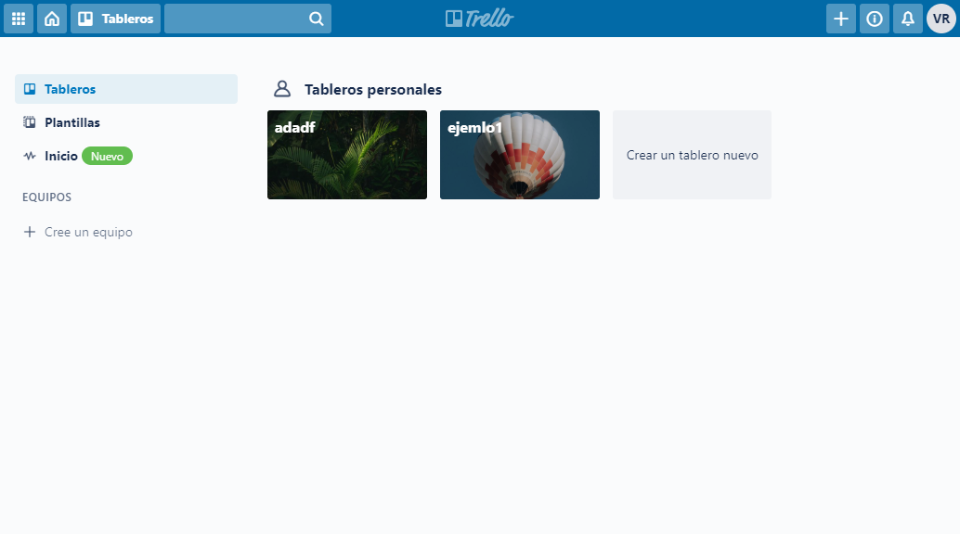 Tableros
Trello
VR
Tableros
Plantillas
Inicio Nuevo
EQUIPOS
Cree un equipo
Tableros personales
adadf
ejemlo1
Crear un tablero nuevo